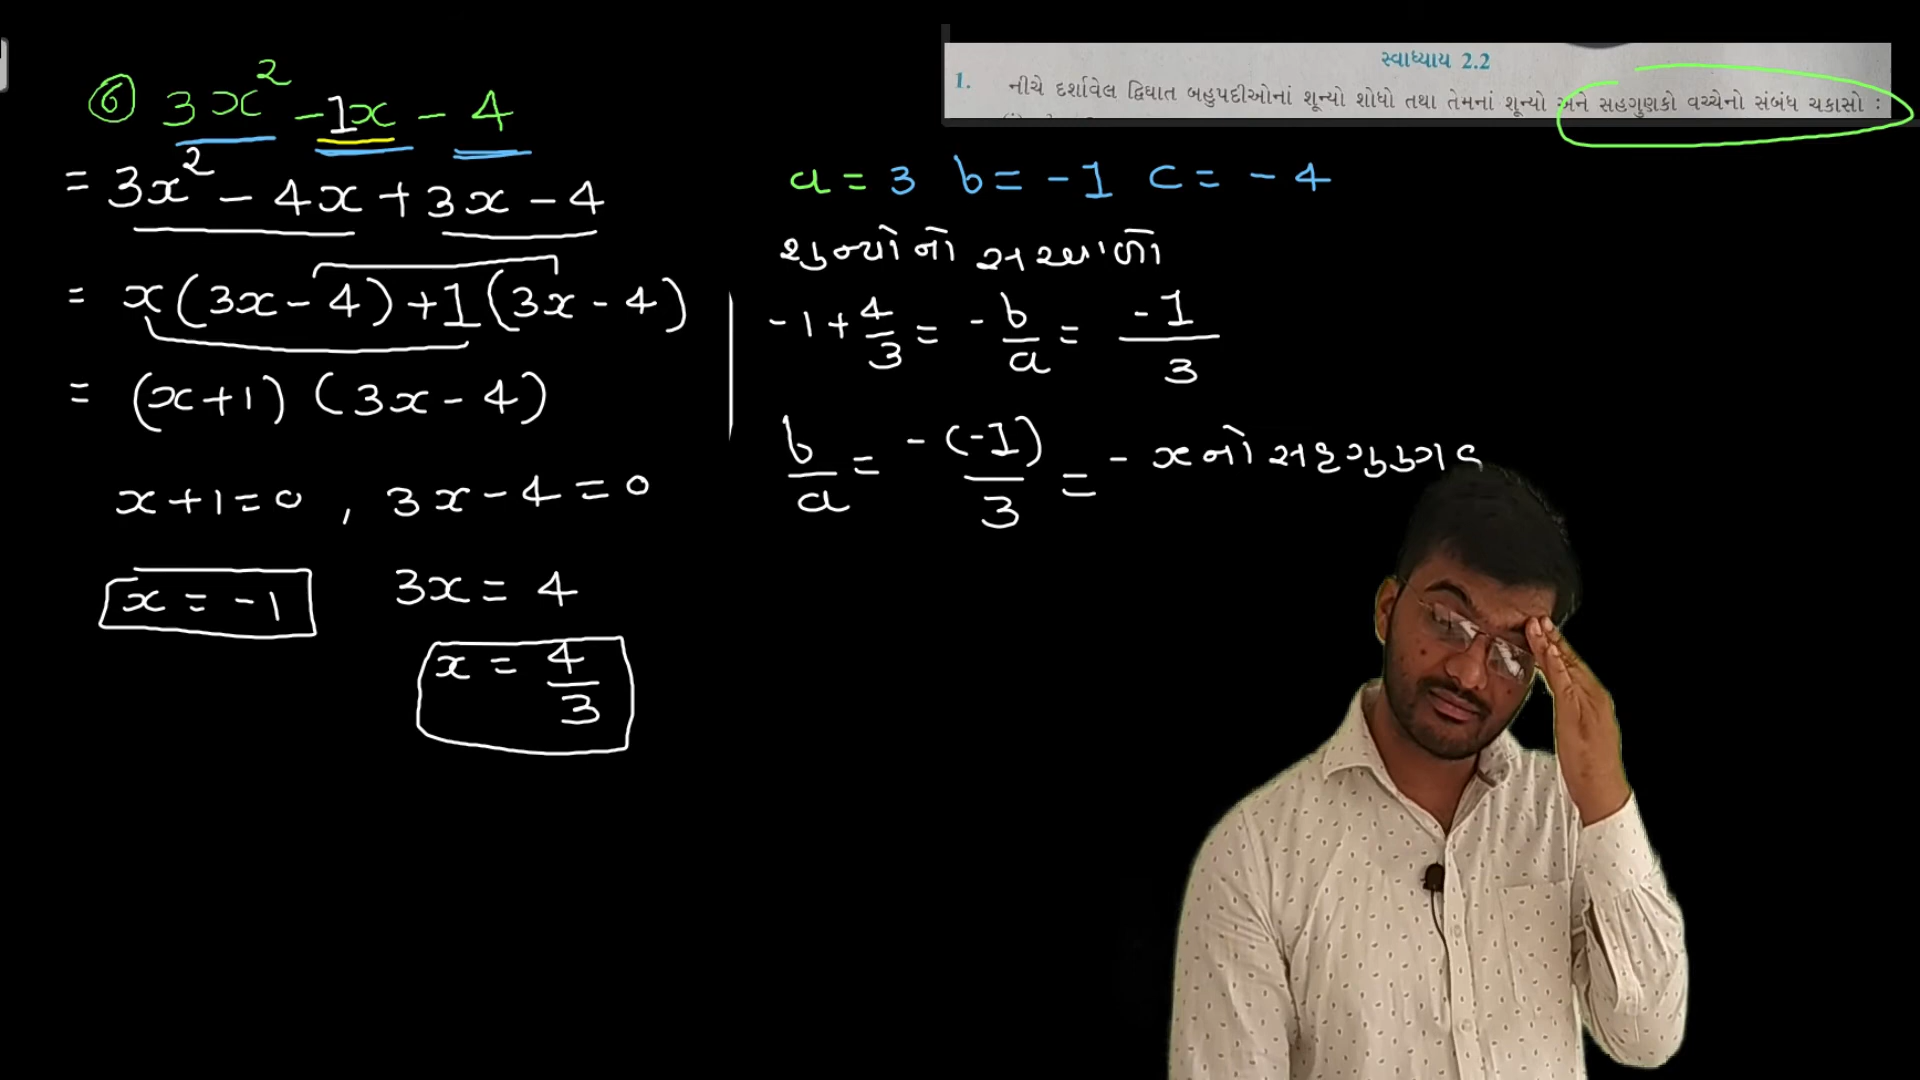 સ્વાધ્યાય 2.2
1. નીચે દર્શાવેલ દ્વિઘાત બહુપદીઓનાં શૂન્યો શોધો તથા તેમનાં શૂન્યો અને સહગુણકો વચ્ચેનો સંબંધ ચકાસો :
⑥ 3x² - 1x - 4
= 3x² - 4x + 3x - 4
= x(3x - 4) + 1(3x - 4)
= (x+1) (3x - 4)
x+1=0 , 3x - 4 = 0
x = -1
3x = 4
x = 4/3
a = 3 b = -1 c = -4
શુન્યોનો સરવાળો
-1 + 4/3 = -b/a = -1/3
b/a = -(-1)/3 = - xનો